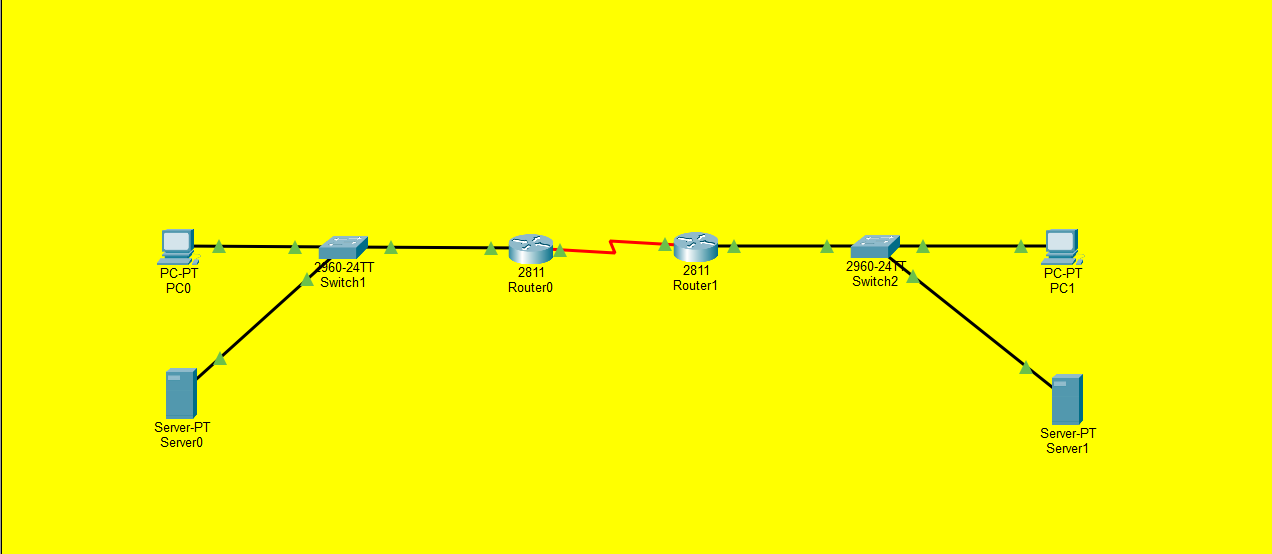 PC-PT
PC0
2960-24TT
Switch1
2811
Router0
2811
Router1
2960-24TT
Switch2
PC-PT
PC1
Server-PT
Server0
Server-PT
Server1